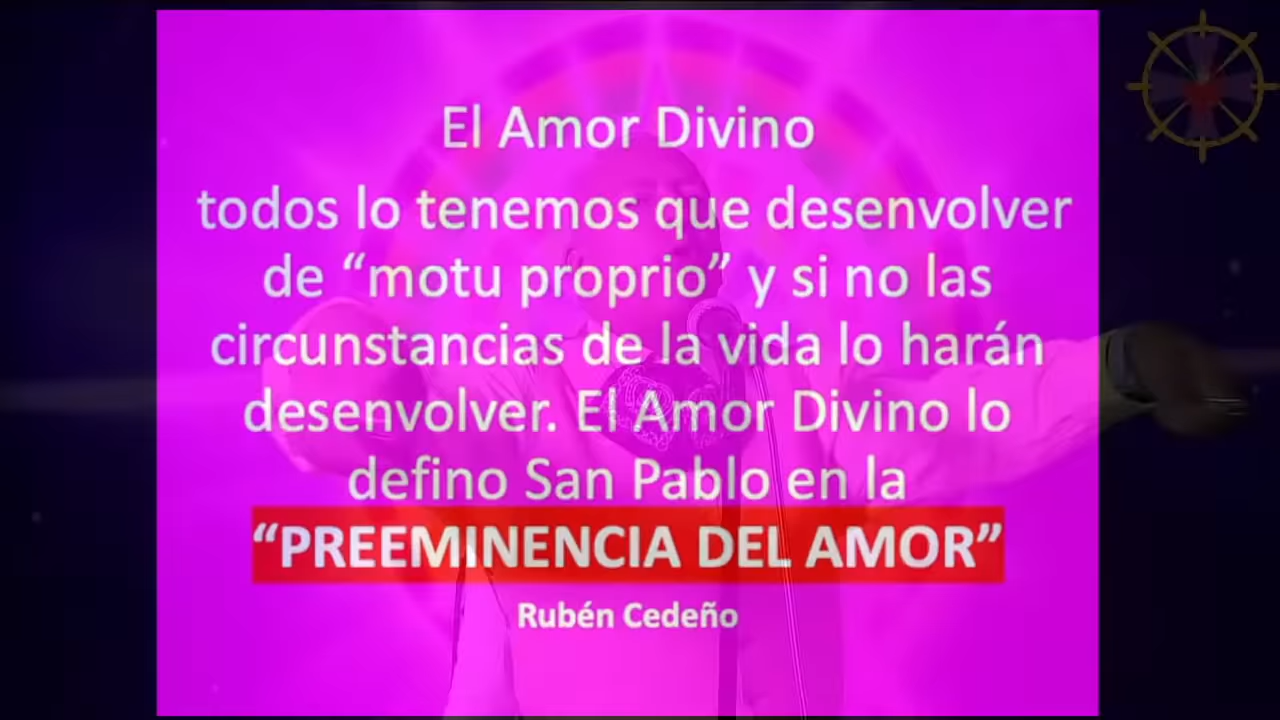 El Amor Divino
todos lo tenemos que desenvolver
de “motu proprio” y si no las
circunstancias de la vida lo harán
desenvolver. El Amor Divino lo
defino San Pablo en la
“PREEMINENCIA DEL AMOR”
Rubén Cedeño